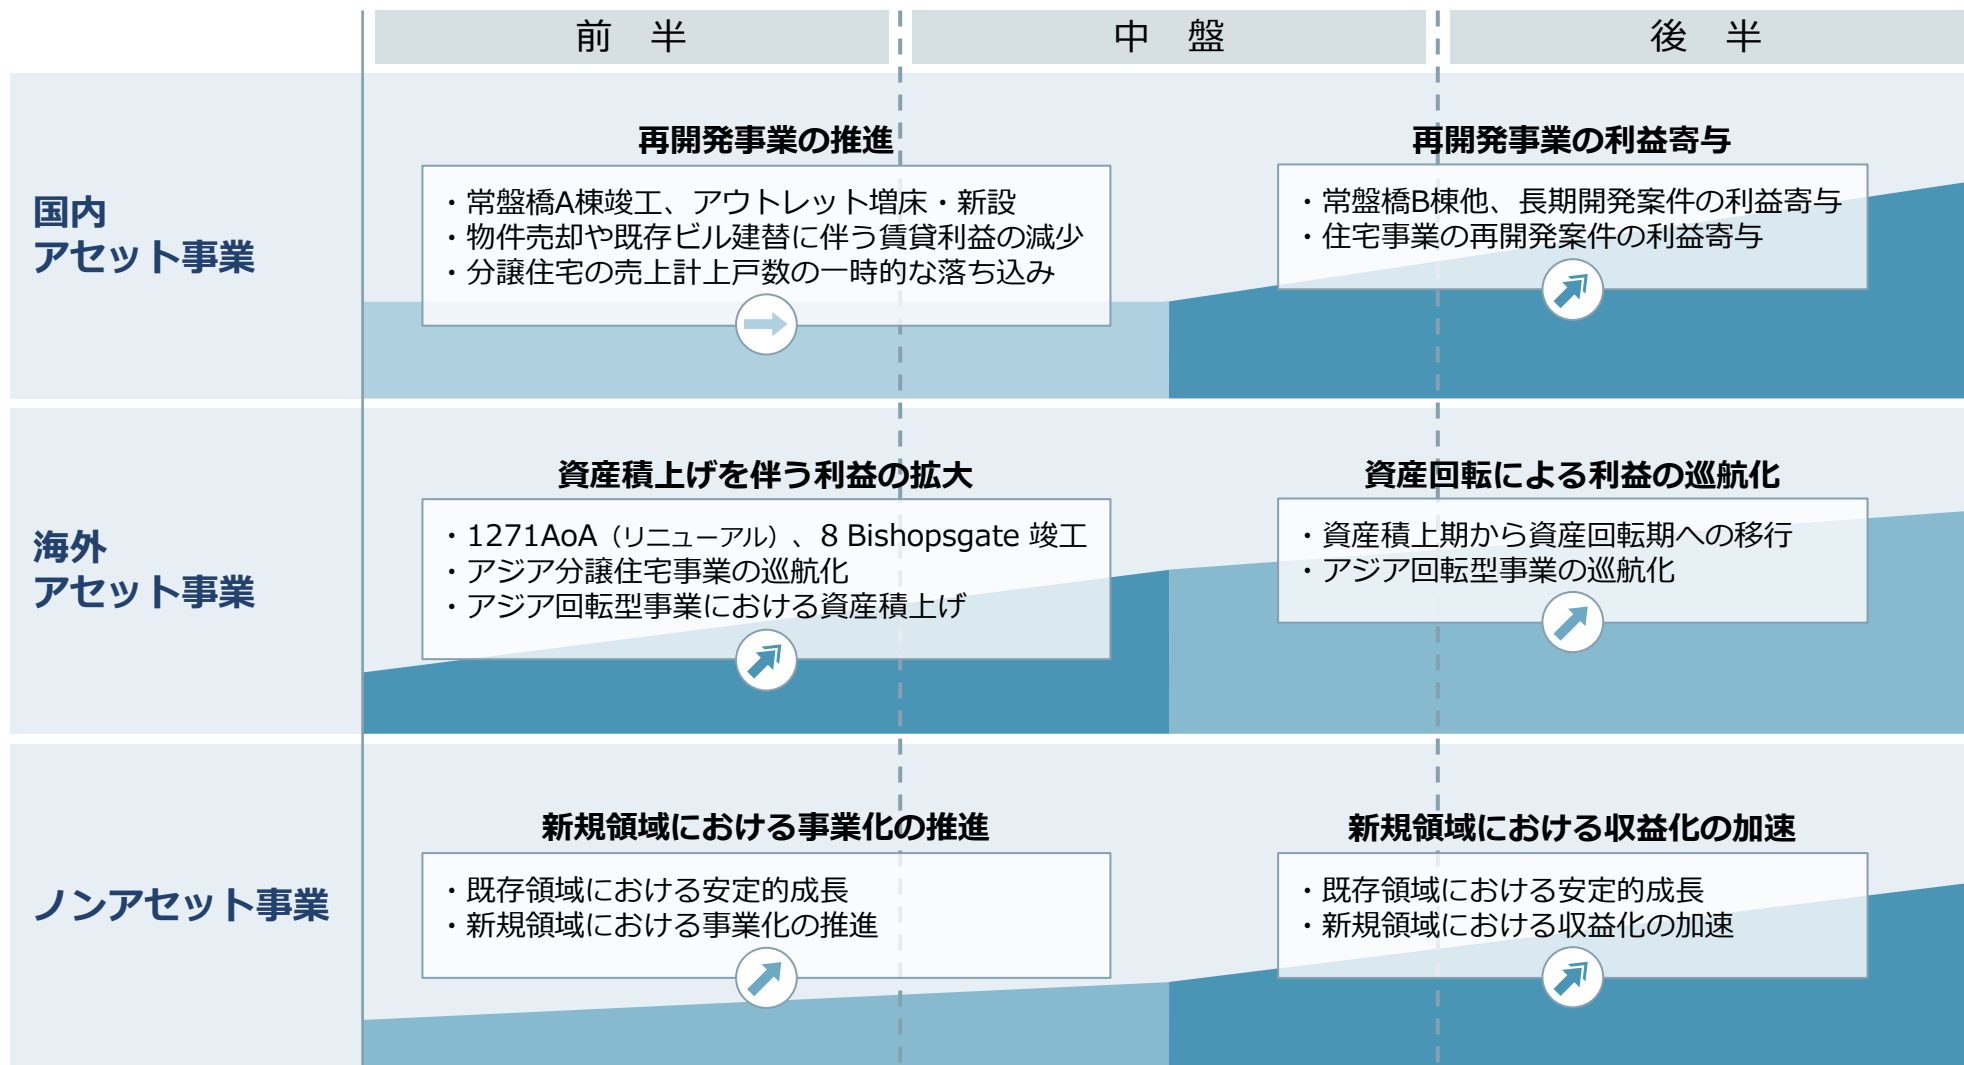 前　半
中　盤
後　半
国内
アセット事業
再開発事業の推進
・常盤橋A棟竣工、アウトレット増床・新設
・物件売却や既存ビル建替に伴う賃貸利益の減少
・分譲住宅の売上計上戸数の一時的な落ち込み
再開発事業の利益寄与
・常盤橋B棟他、長期開発案件の利益寄与
・住宅事業の再開発案件の利益寄与
海外
アセット事業
資産積上げを伴う利益の拡大
・1271AoA（リニューアル）、8 Bishopsgate 竣工
・アジア分譲住宅事業の巡航化
・アジア回転型事業における資産積上げ
資産回転による利益の巡航化
・資産積上期から資産回転期への移行
・アジア回転型事業の巡航化
ノンアセット事業
新規領域における事業化の推進
・既存領域における安定的成長
・新規領域における事業化の推進
新規領域における収益化の加速
・既存領域における安定的成長
・新規領域における収益化の加速